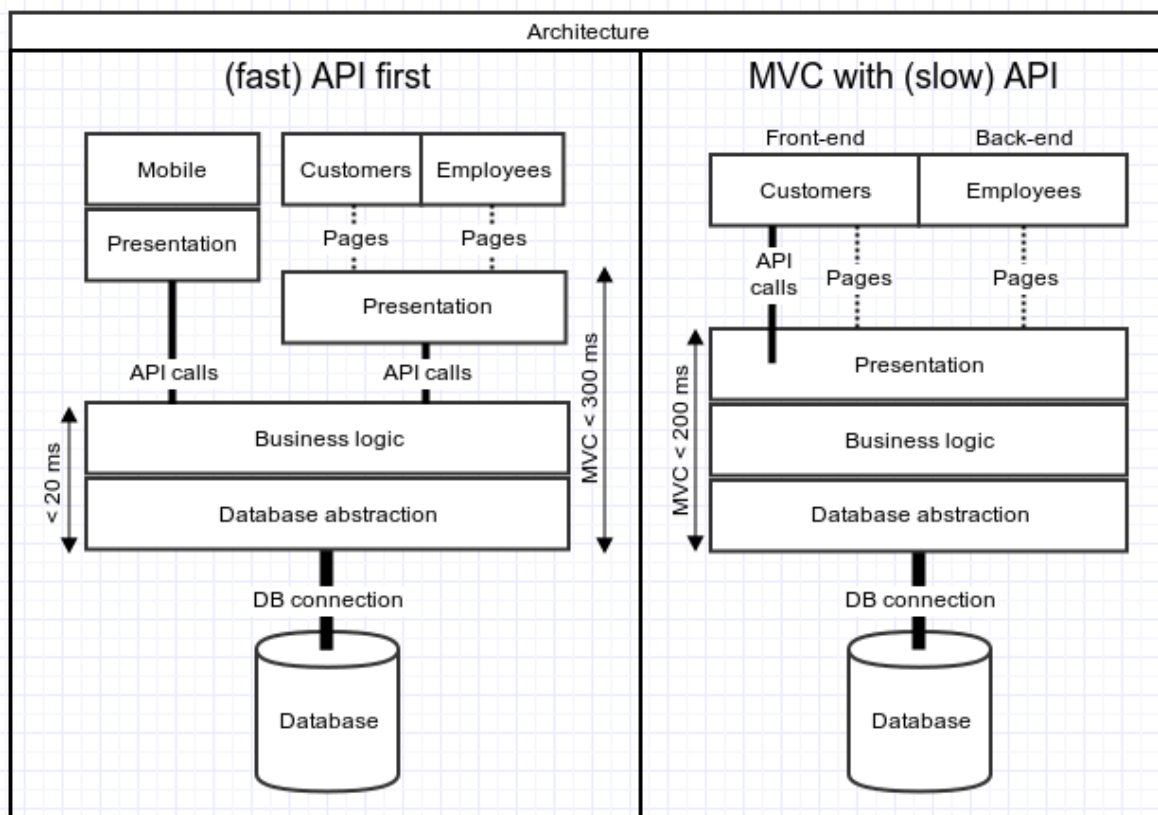 Architecture
(fast) API first
Mobile
Customers
Employees
Presentation
Pages
Pages
Presentation
API calls
API calls
Business logic
Database abstraction
< 20 ms
MVC < 300 ms
DB connection
Database
MVC with (slow) API
Front-end
Back-end
Customers
Employees
API
calls
Pages
Pages
Presentation
Business logic
Database abstraction
MVC < 200 ms
DB connection
Database